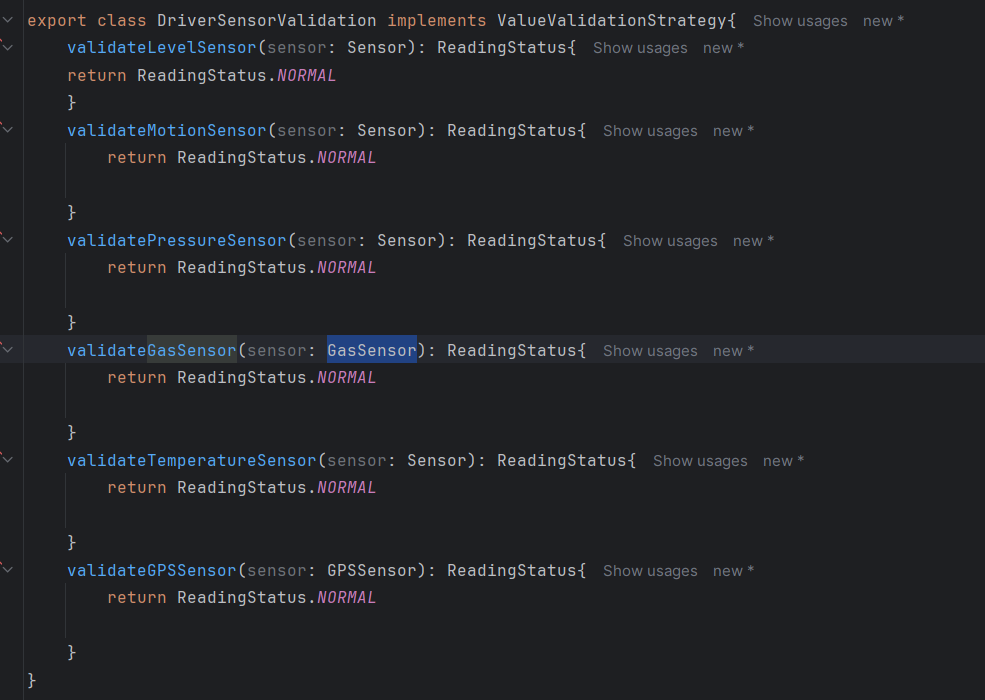 export class DriverSensorValidation implements ValueValidationStrategy{ Show usages new *
validateLevelSensor(sensor: Sensor): ReadingStatus{ Show usages new *
return ReadingStatus.NORMAL
}
validateMotionSensor(sensor: Sensor): ReadingStatus{ Show usages new *
return ReadingStatus.NORMAL
}
validatePressureSensor(sensor: Sensor): ReadingStatus{ Show usages new *
return ReadingStatus.NORMAL
}
validateGasSensor(sensor: GasSensor): ReadingStatus{ Show usages new *
return ReadingStatus.NORMAL
}
validateTemperatureSensor(sensor: Sensor): ReadingStatus{ Show usages new *
return ReadingStatus.NORMAL
}
validateGPSSensor(sensor: GPSSensor): ReadingStatus{ Show usages new *
return ReadingStatus.NORMAL
}
}